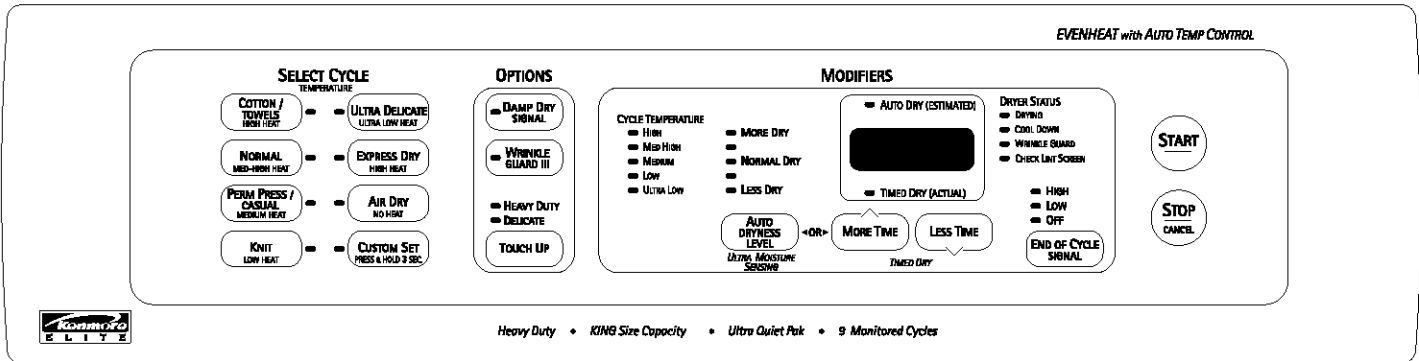 EVENHEAT with AUTO TEMP CONTROL
SELECT CYCLE
TEMPERATURE
COTTON /
TOWELS
HIGH HEAT
ULTRA DELICATE
ULTRA LOW HEAT
NORMAL
MED-HIGH HEAT
EXPRESS DRY
HIGH HEAT
PERM PRESS /
CASUAL
MEDIUM HEAT
AIR DRY
NO HEAT
KNIT
LOW HEAT
CUSTOM SET
PRESS & HOLD 3 SEC.
OPTIONS
DAMP DRY
SIGNAL
WRINKLE
GUARD III
HEAVY DUTY
DELICATE
TOUCH UP
MODIFIERS
CYCLE TEMPERATURE
HIGH
MED HIGH
MEDIUM
LOW
ULTRA LOW
MORE DRY
NORMAL DRY
LESS DRY
AUTO
DRYNESS
LEVEL
ULTRA MOISTURE
SENSING
OR
AUTO DRY (ESTIMATED)
TIMED DRY (ACTUAL)
MORE TIME
LESS TIME
TIMED DRY
DRYER STATUS
DRYING
COOL DOWN
WRINKLE GUARD
CHECK LINT SCREEN
HIGH
LOW
OFF
END OF CYCLE
SIGNAL
START
STOP
CANCEL
Kenmore
ELITE
Heavy Duty • KING Size Capacity • Ultra Quiet Pak • 9 Monitored Cycles